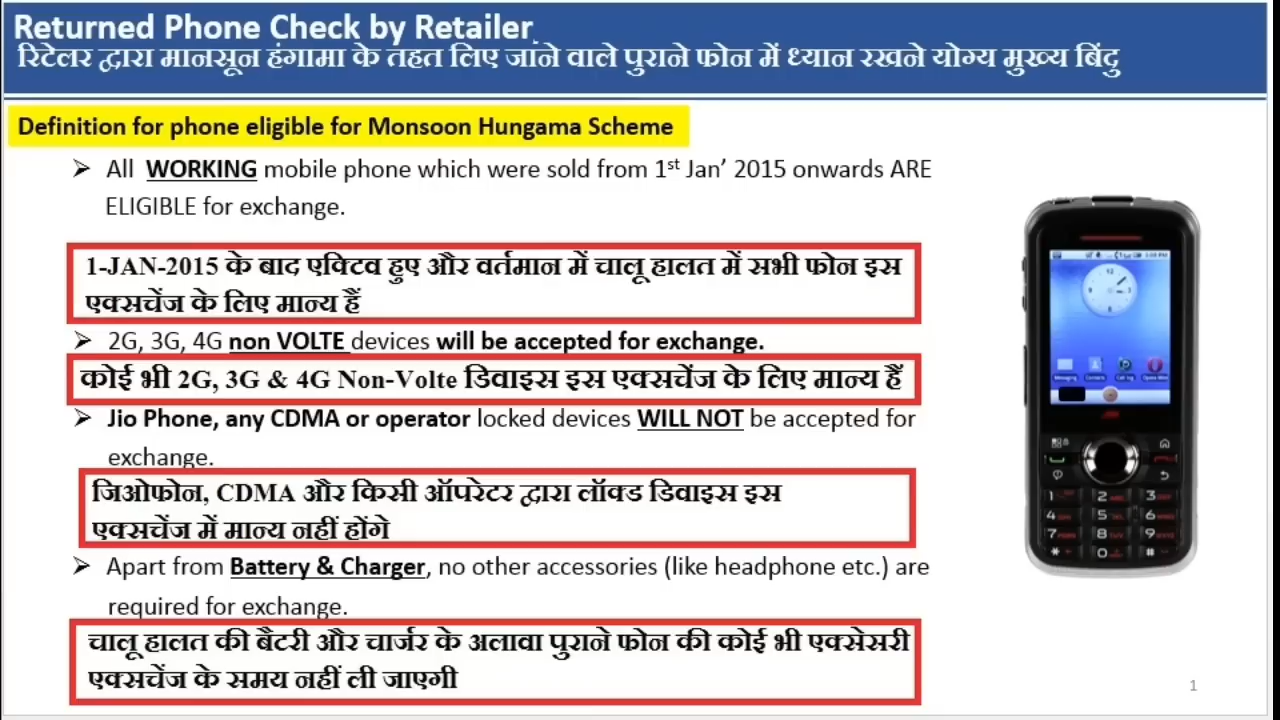 Returned Phone Check by Retailer
रिटेलर द्वारा मानसून हंगामा के तहत लिए जाने वाले पुराने फोन में ध्यान रखने योग्य मुख्य बिंदु
Definition for phone eligible for Monsoon Hungama Scheme
➢ All WORKING mobile phone which were sold from 1st Jan’ 2015 onwards ARE
ELIGIBLE for exchange.
1-JAN-2015 के बाद एक्टिव हुए और वर्तमान में चालू हालत में सभी फोन इस
एक्सचेंज के लिए मान्य हैं
➢ 2G, 3G, 4G non VOLTE devices will be accepted for exchange.
कोई भी 2G, 3G & 4G Non-Volte डिवाइस इस एक्सचेंज के लिए मान्य हैं
➢ Jio Phone, any CDMA or operator locked devices WILL NOT be accepted for
exchange.
जिओफोन, CDMA और किसी ऑपरेटर द्वारा लॉक्ड डिवाइस इस
एक्सचेंज में मान्य नहीं होंगे
➢ Apart from Battery & Charger, no other accessories (like headphone etc.) are
required for exchange.
चालू हालत की बैटरी और चार्जर के अलावा पुराने फोन की कोई भी एक्सेसरी
एक्सचेंज के समय नहीं ली जाएगी
1